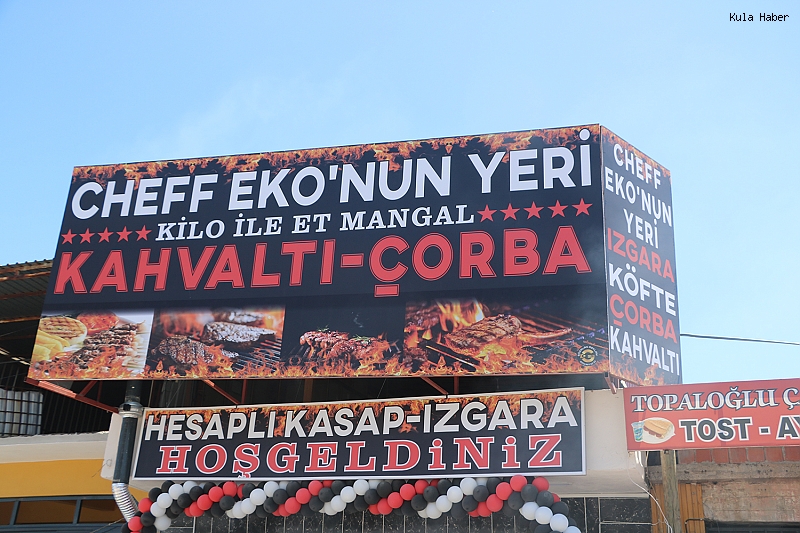 Kula Haber
CHEFF EKO'NUN YERİ
KİLO İLE ET MANGAL
KAHVALTI-ÇORBA
CHEFF
EKO'NUN
YERİ
IZGARA
KÖFTE
ÇORBA
KAHVALTI
HESAPLI KASAP-IZGARA
HOŞGELDİNİZ
TOPALOĞLU Ç
TOST - AY